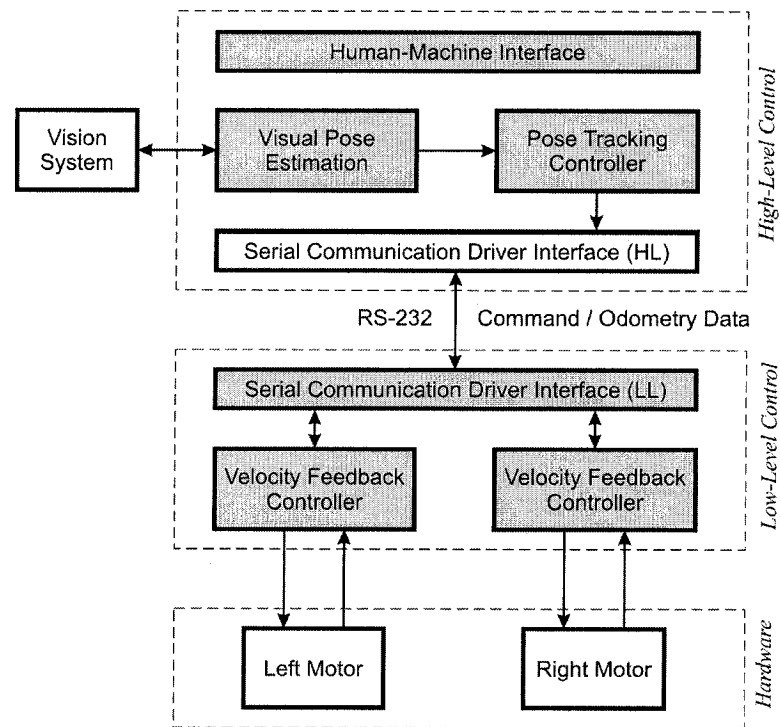 Human-Machine Interface
Vision
System
Visual Pose
Estimation
Pose Tracking
Controller
Serial Communication Driver Interface (HL)
High-Level Control
RS-232
Command / Odometry Data
Serial Communication Driver Interface (LL)
Velocity Feedback
Controller
Velocity Feedback
Controller
Low-Level Control
Left Motor
Right Motor
Hardware